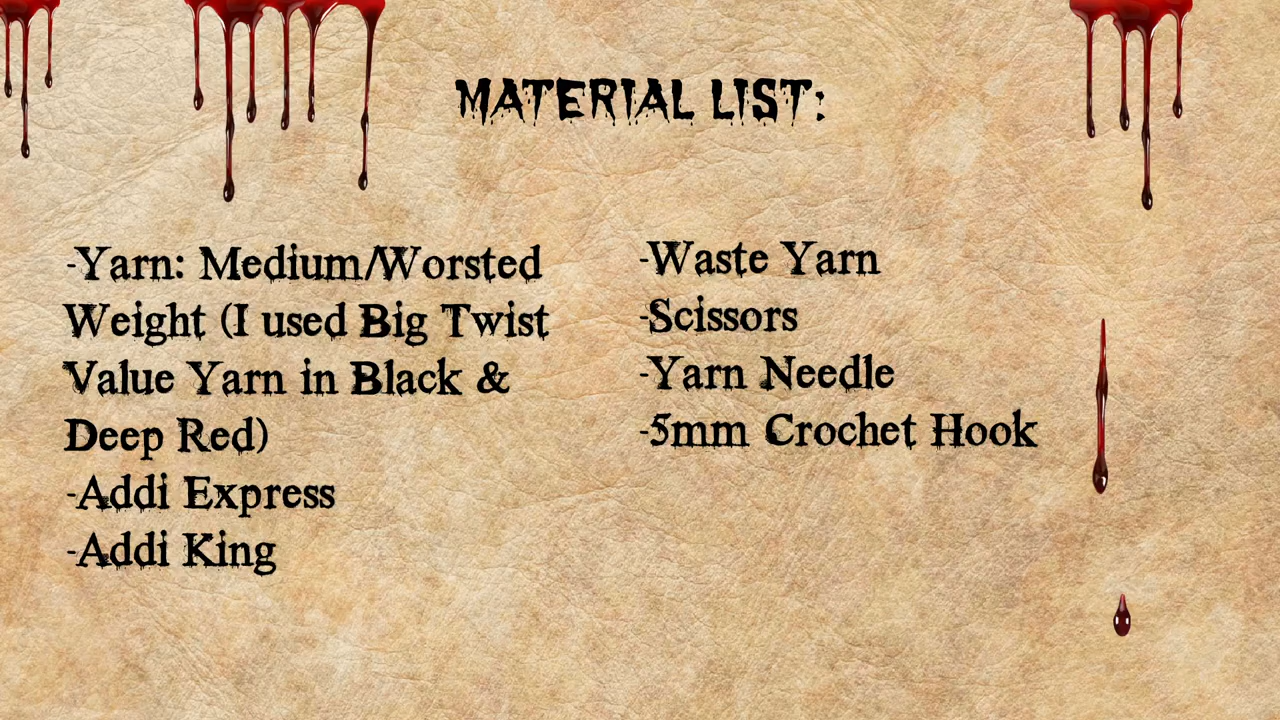 MATERIAL LIST:
-Yarn: Medium/Worsted
Weight (I used Big Twist
Value Yarn in Black &
Deep Red)
-Addi Express
-Addi King
-Waste Yarn
-Scissors
-Yarn Needle
-5mm Crochet Hook